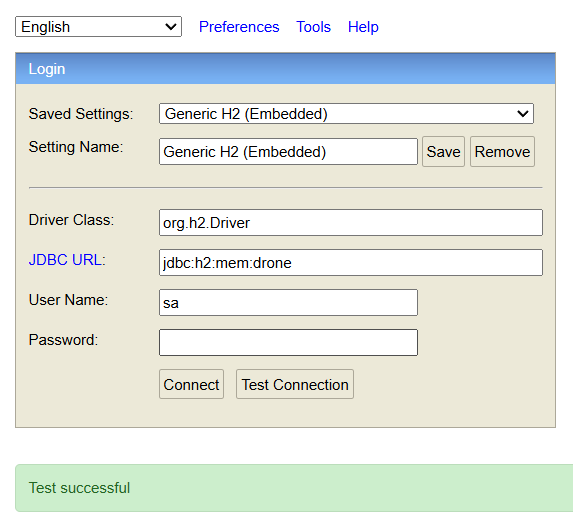 English Preferences Tools Help
Login
Saved Settings: Generic H2 (Embedded)
Setting Name: Generic H2 (Embedded) Save Remove
Driver Class: org.h2.Driver
JDBC URL: jdbc:h2:mem:drone
User Name: sa
Password:
Connect Test Connection
Test successful